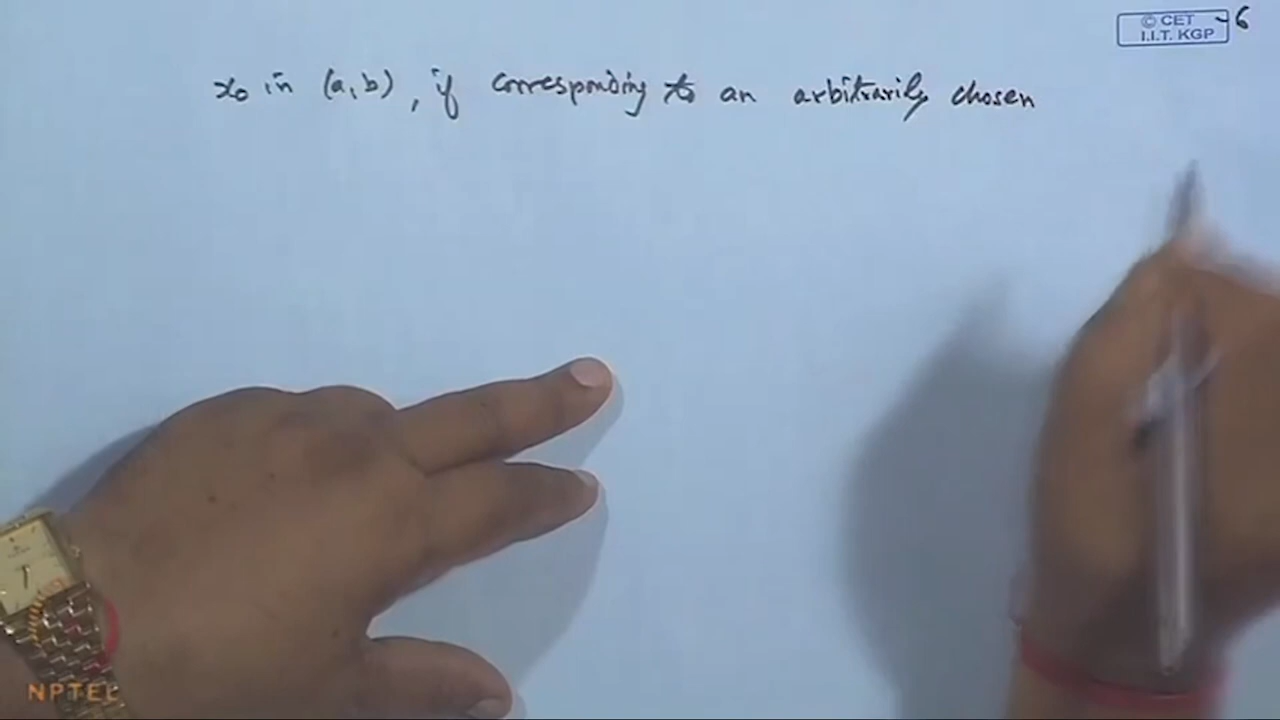 © CET
I.I.T. KGP
-6
x₀ in (a,b), if corresponding to an arbitrarily chosen
NPTEL